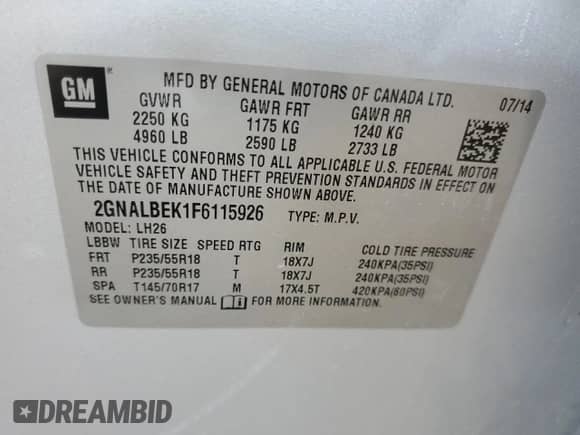 GM
MFD BY GENERAL MOTORS OF CANADA LTD. 07/14
GVWR GAWR FRT GAWR RR
2250 KG 1175 KG 1240 KG
4960 LB 2590 LB 2733 LB
THIS VEHICLE CONFORMS TO ALL APPLICABLE U.S. FEDERAL MOTOR
VEHICLE SAFETY AND THEFT PREVENTION STANDARDS IN EFFECT ON
THE DATE OF MANUFACTURE SHOWN ABOVE.
2GNALBEK1F6115926 TYPE: M.P.V.
MODEL: LH26
LBBW TIRE SIZE SPEED RTG RIM COLD TIRE PRESSURE
FRT P235/55R18 T 18X7J 240KPA(35PSI)
RR P235/55R18 T 18X7J 240KPA(35PSI)
SPA T145/70R17 M 17X4.5T 420KPA(60PSI)
SEE OWNER'S MANUAL FOR MORE INFORMATION.
DREAMBID